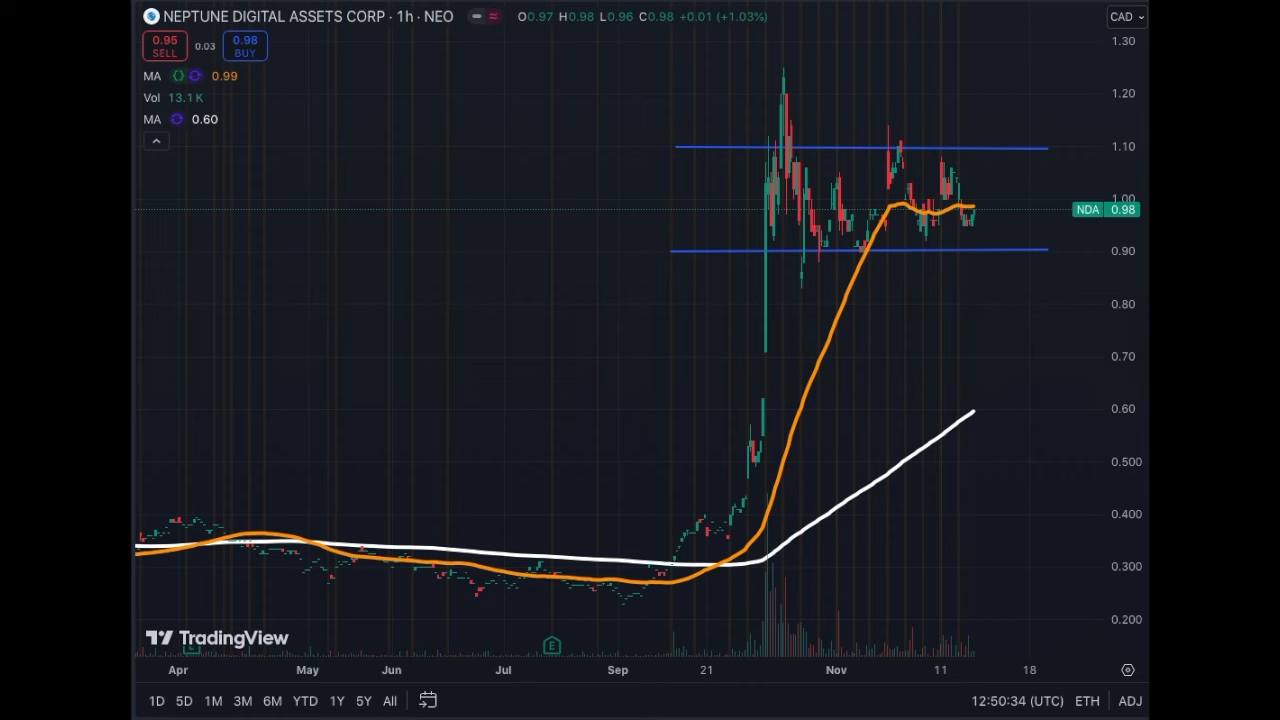 NEPTUNE DIGITAL ASSETS CORP · 1h · NEO O0.97 H0.98 L0.96 C0.98 +0.01 (+1.03%) CAD
0.95 SELL 0.03 0.98 BUY
MA 0.99
Vol 13.1 K
MA 0.60
1.30
1.20
1.10
1.00
NDA 0.98
0.90
0.80
0.70
0.60
0.500
0.400
0.300
0.200
E E
TradingView
Apr May Jun Jul Sep 21 Nov 11 18
1D 5D 1M 3M 6M YTD 1Y 5Y All 12:50:34 (UTC) ETH ADJ